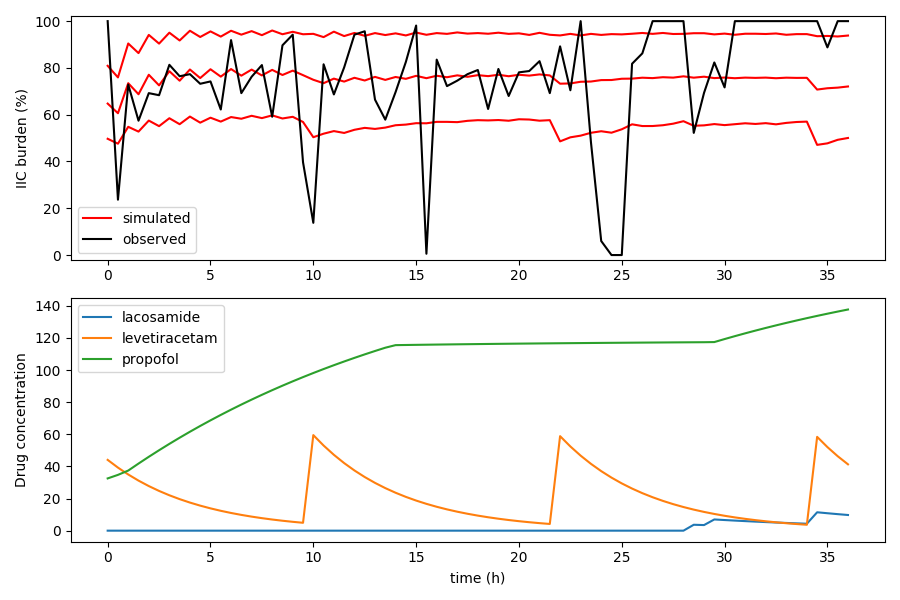 100
80
60
40
20
0
IIC burden (%)
simulated
observed
0 5 10 15 20 25 30 35
140
120
100
80
60
40
20
0
Drug concentration
lacosamide
levetiracetam
propofol
0 5 10 15 20 25 30 35
time (h)